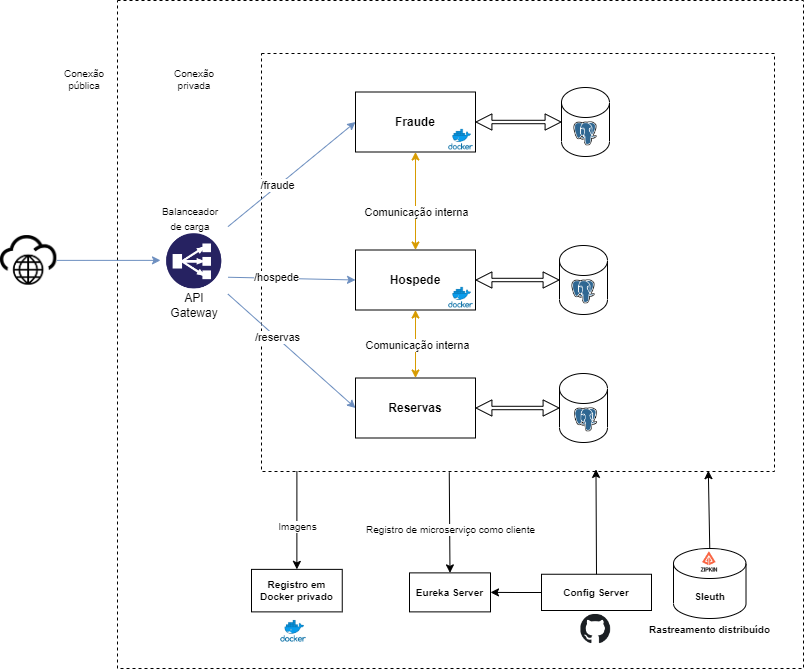 Conexão
pública
Conexão
privada
Fraude
docker
/fraude
Balanceador
de carga
Comunicação interna
API
Gateway
/hospede
Hospede
docker
/reservas
Comunicação interna
Reservas
Imagens
Registro de microserviço como cliente
Registro em
Docker privado
docker
Eureka Server
Config Server
ZIPKIN
Sleuth
Rastreamento distribuído